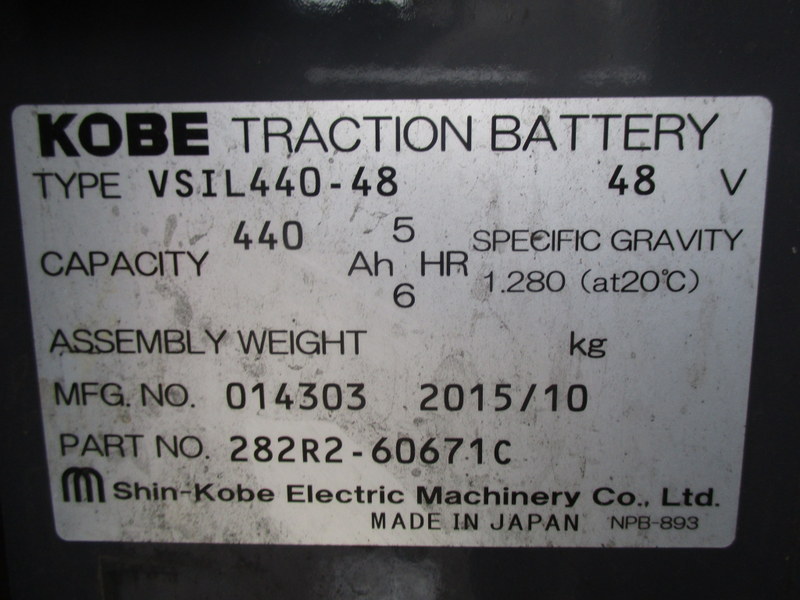 KOBE TRACTION BATTERY
TYPE VSIL440-48 48 V
CAPACITY 440 Ah 5 HR 6
SPECIFIC GRAVITY
1.280 (at20℃)
ASSEMBLY WEIGHT kg
MFG. NO. 014303 2015/10
PART NO. 282R2-60671C
Shin-Kobe Electric Machinery Co., Ltd.
MADE IN JAPAN NPB-893